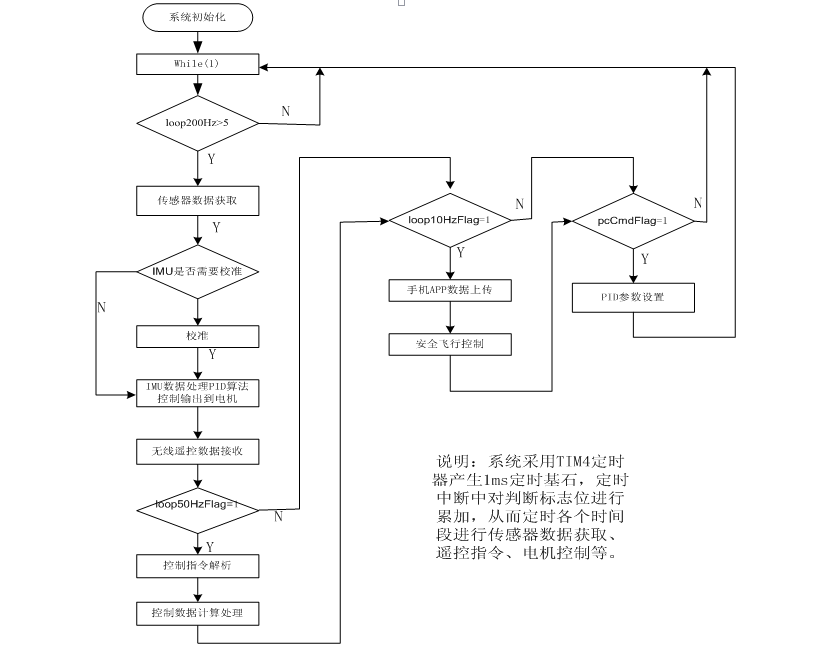 系统初始化
While(1)
loop200Hz>5
N
Y
传感器数据获取
Y
IMU是否需要校准
N
校准
Y
IMU数据处理PID算法
控制输出到电机
无线遥控数据接收
loop50HzFlag=1
N
Y
控制指令解析
控制数据计算处理
loop10HzFlag=1
N
Y
手机APP数据上传
安全飞行控制
pcCmdFlag=1
N
Y
PID参数设置
说明：系统采用TIM4定时
器产生1ms定时基石，定时
中断中对判断标志位进行
累加，从而定时各个时间
段进行传感器数据获取、
遥控指令、电机控制等。